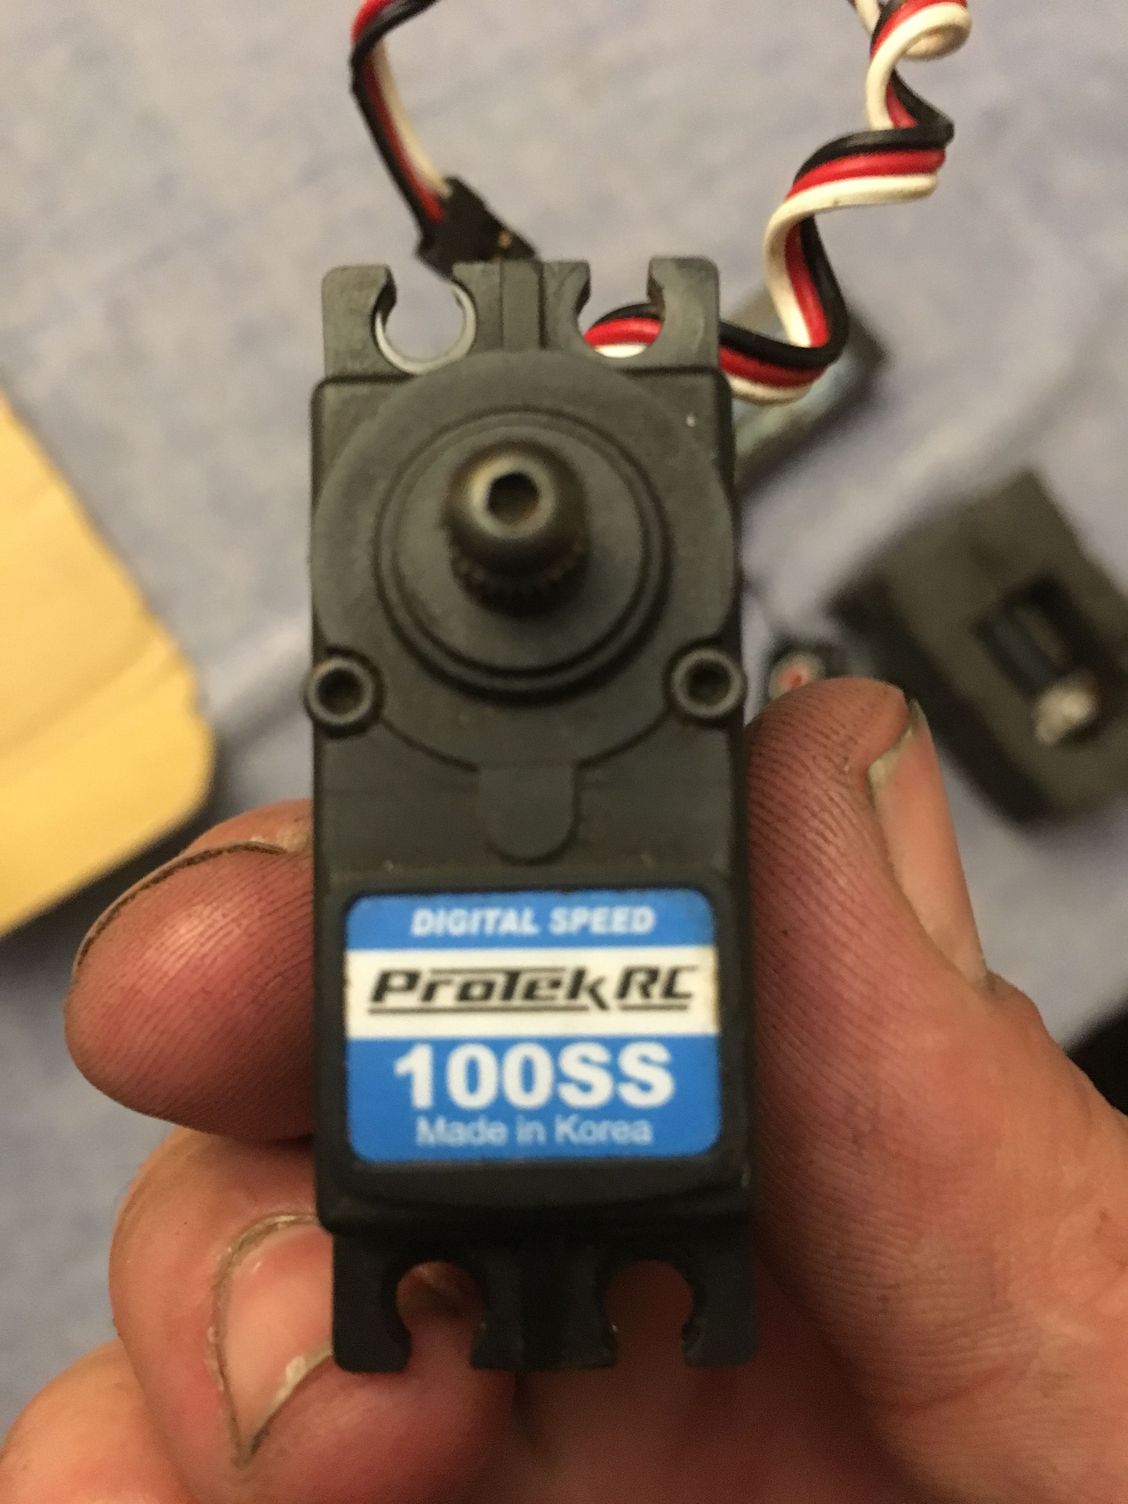 DIGITAL SPEED
ProTek RC
100SS
Made in Korea